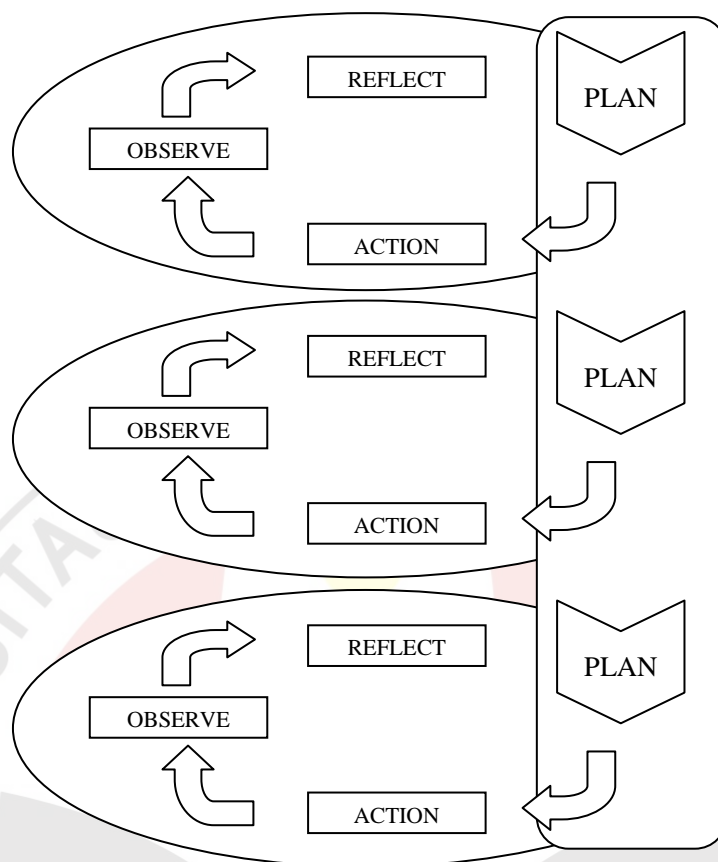 REFLECT
PLAN
OBSERVE
ACTION
REFLECT
PLAN
OBSERVE
ACTION
REFLECT
PLAN
OBSERVE
ACTION